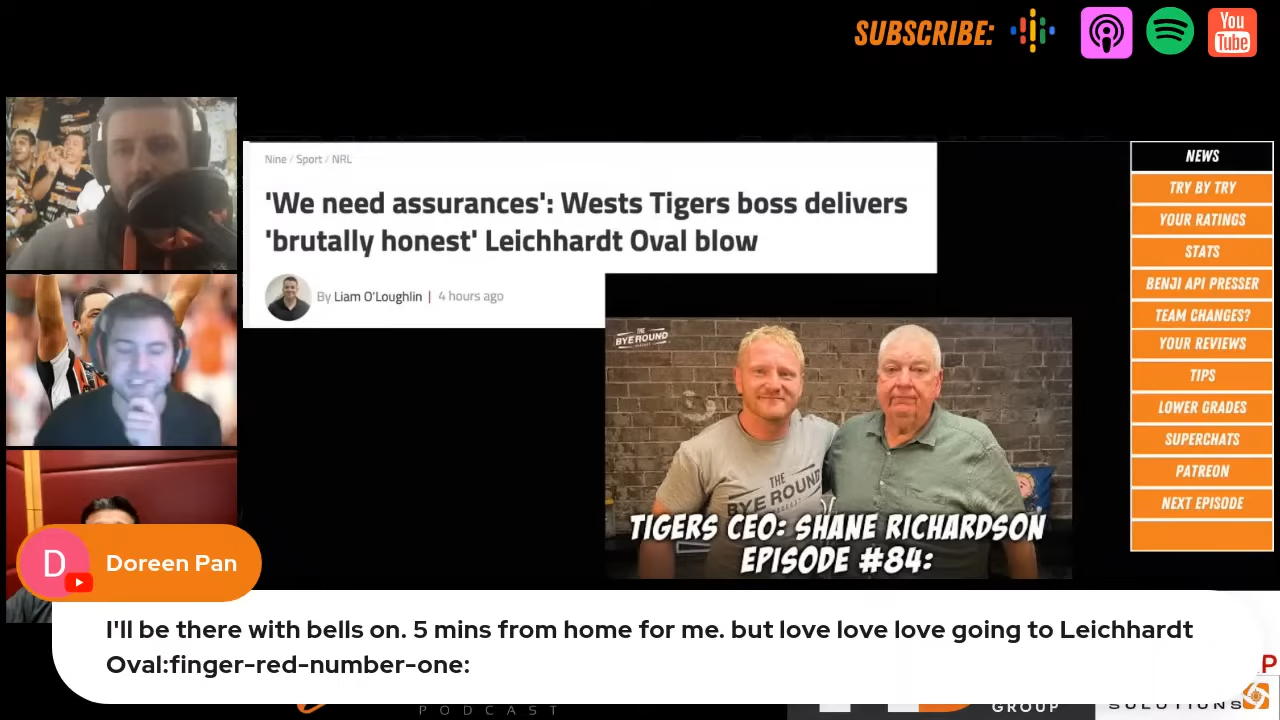 SUBSCRIBE:
You
Tube
Nine / Sport / NRL
'We need assurances': Wests Tigers boss delivers
'brutally honest' Leichhardt Oval blow
By Liam O'Loughlin | 4 hours ago
THE
BYE ROUND
PODCAST
THE
BYE ROUND
TIGERS CEO: SHANE RICHARDSON
EPISODE #84:
NEWS
TRY BY TRY
YOUR RATINGS
STATS
BENJI API PRESSER
TEAM CHANGES?
YOUR REVIEWS
TIPS
LOWER GRADES
SUPERCHATS
PATREON
NEXT EPISODE
D
Doreen Pan
I'll be there with bells on. 5 mins from home for me. but love love love going to Leichhardt
Oval:finger-red-number-one:
PODCAST
GROUP
SOLUTIONS